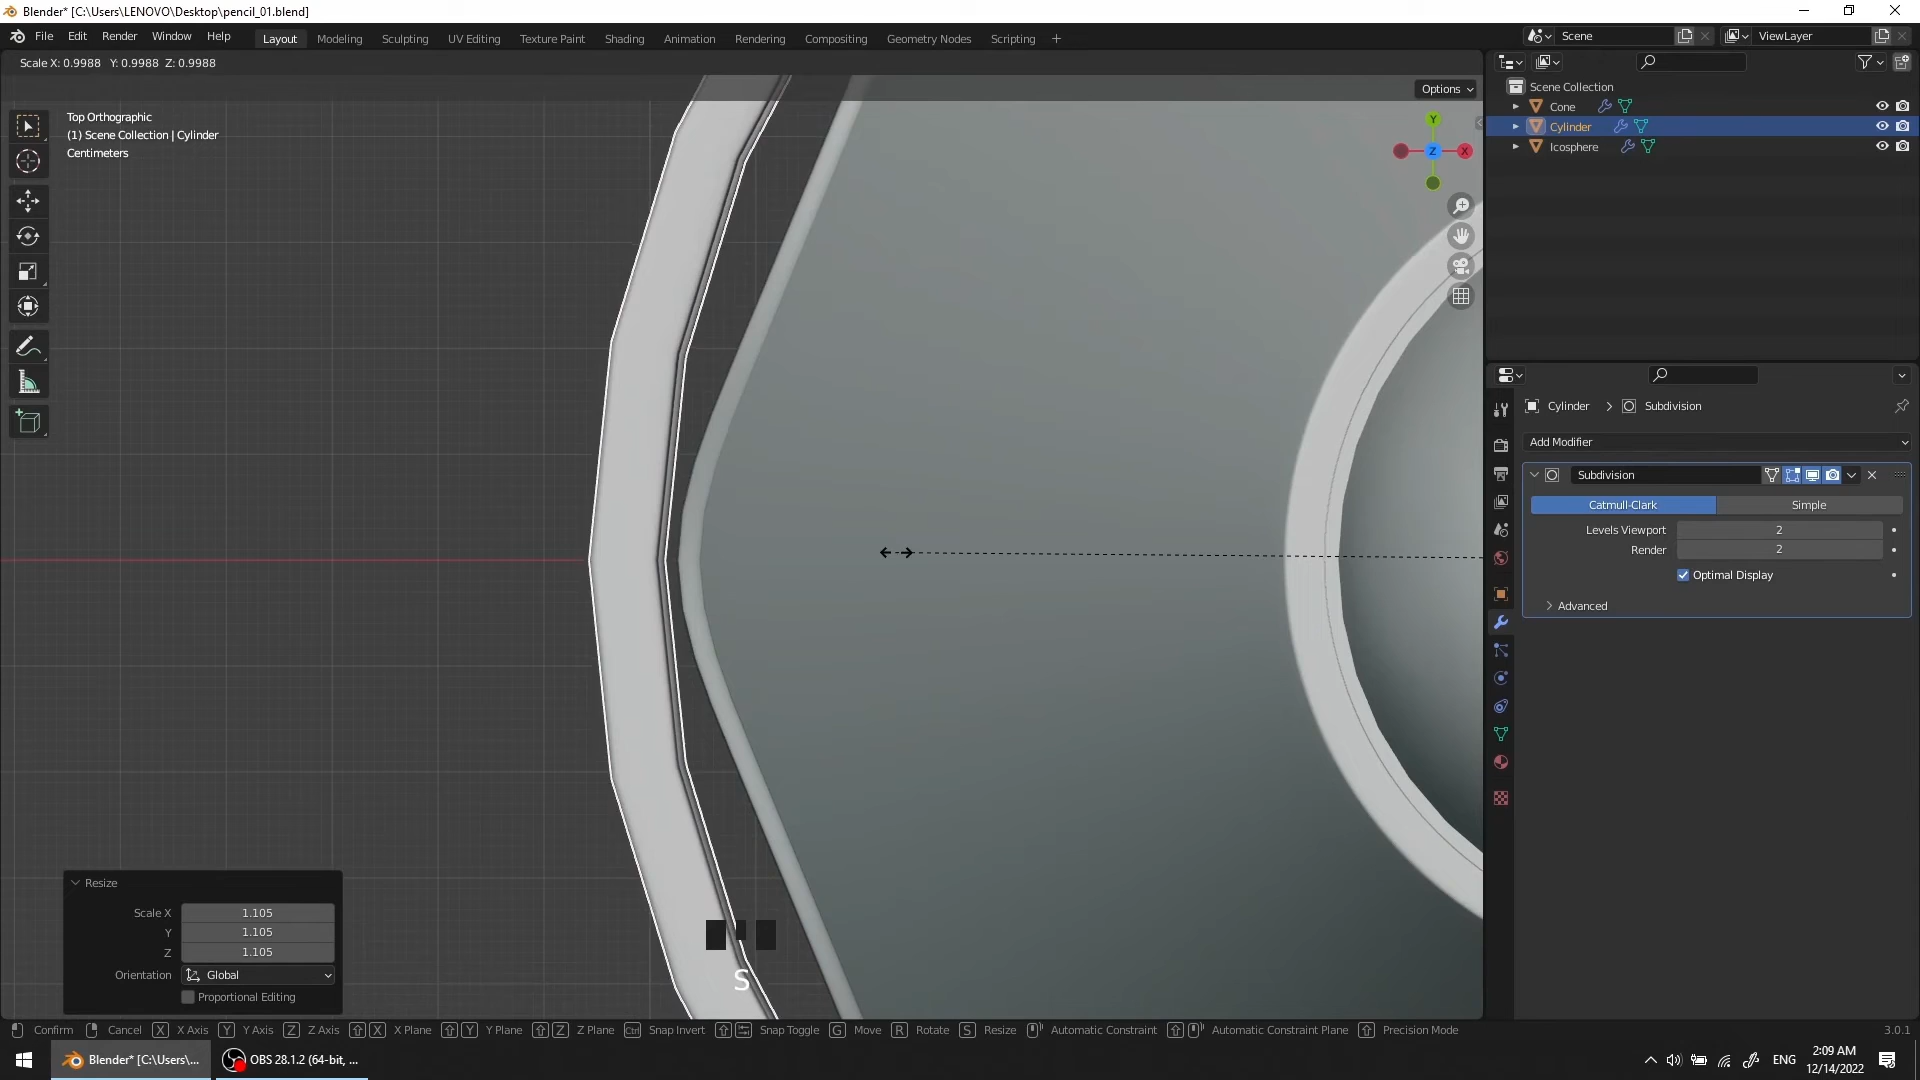 Blender* [C:\Users\LENOVO\Desktop\pencil_01.blend]
File Edit Render Window Help Layout Modeling Sculpting UV Editing Texture Paint Shading Animation Rendering Compositing Geometry Nodes Scripting + Scene ViewLayer
Scale X: 0.9988 Y: 0.9988 Z: 0.9988
Options
Top Orthographic
(1) Scene Collection | Cylinder
Centimeters
Y
Z
X
Scene Collection
Cone
Cylinder
Icosphere
Cylinder > Subdivision
Add Modifier
Subdivision
Catmull-Clark Simple
Levels Viewport 2
Render 2
Optimal Display
Advanced
Resize
Scale X 1.105
Y 1.105
Z 1.105
Orientation Global
Proportional Editing
S
Confirm Cancel X X Axis Y Y Axis Z Z Axis X X Plane Y Y Plane Z Z Plane Ctrl Snap Invert Snap Toggle G Move R Rotate S Resize Automatic Constraint Automatic Constraint Plane Precision Mode 3.0.1
Blender* [C:\Users\... OBS 28.1.2 (64-bit, ... ENG 2:09 AM
12/14/2022